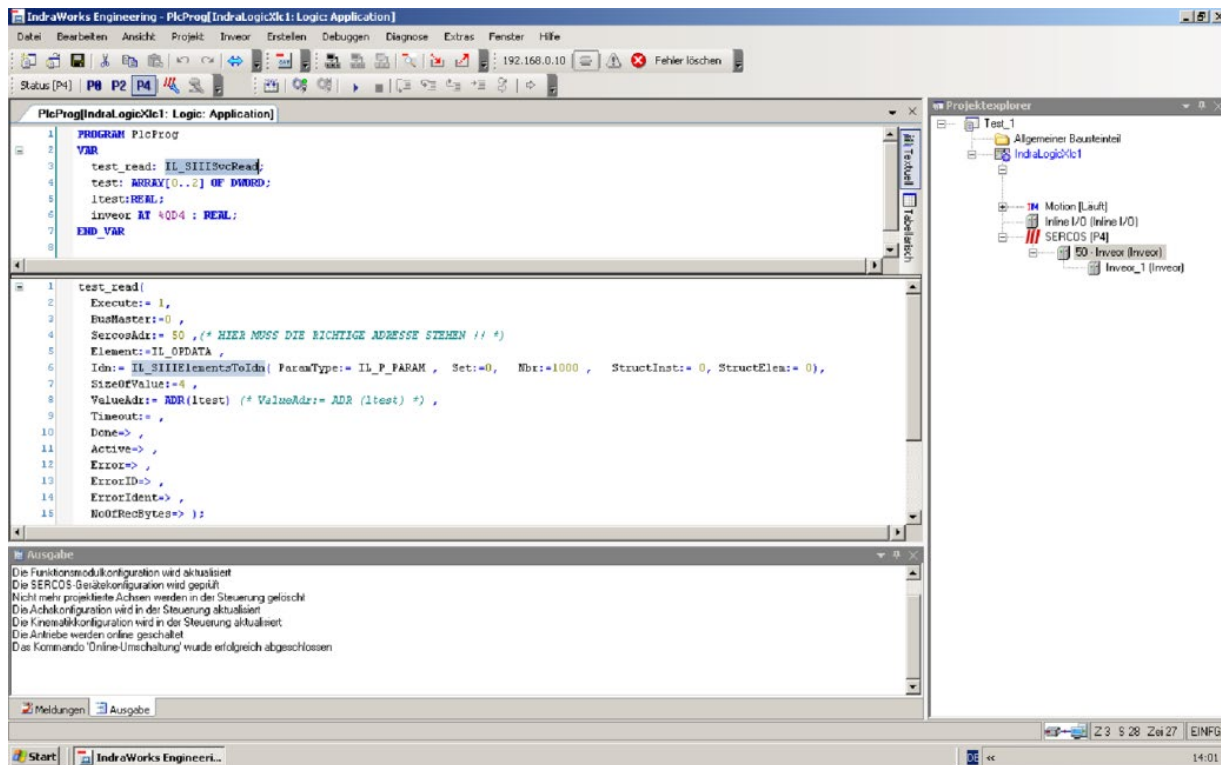 IndraWorks Engineering - PlcProg[IndraLogicXlc1: Logic: Application]
Datei Bearbeiten Ansicht Projekt Inveor Erstellen Debuggen Diagnose Extras Fenster Hilfe
192.168.0.10 Fehler löschen
Status [P4] P0 P2 P4
PlcProg[IndraLogicXlc1: Logic: Application]
1 PROGRAM PlcProg
2 VAR
3 test_read: IL_SIIISvcRead;
4 test: ARRAY[0..2] OF DWORD;
5 ltest:REAL;
6 inveor AT %QD4 : REAL;
7 END_VAR
8
Textuell
Tabellarisch
1 test_read(
2 Execute:= 1,
3 BusMaster:=0 ,
4 SercosAdr:= 50 ,(* HIER MUSS DIE RICHTIGE ADRESSE STEHEN !! *)
5 Element:=IL_OPDATA ,
6 Idn:= IL_SIIIElementsToIdn( ParamType:= IL_P_PARAM , Set:=0, Nbr:=1000 , StructInst:= 0, StructElem:= 0),
7 SizeOfValue:=4 ,
8 ValueAdr:= ADR(ltest) (* ValueAdr:= ADR (ltest) *) ,
9 Timeout:= ,
10 Done=> ,
11 Active=> ,
12 Error=> ,
13 ErrorID=> ,
14 ErrorIdent=> ,
15 NoOfRecBytes=> );
Ausgabe
Die Funktionsmodulkonfiguration wird aktualisiert
Die SERCOS-Gerätekonfiguration wird geprüft
Nicht mehr projektierte Achsen werden in der Steuerung gelöscht
Die Achskonfiguration wird in der Steuerung aktualisiert
Die Kinematikkonfiguration wird in der Steuerung aktualisiert
Die Antriebe werden online geschaltet
Das Kommando 'Online-Umschaltung' wurde erfolgreich abgeschlossen
Meldungen Ausgabe
Projektexplorer
Test_1
Allgemeiner Bausteinteil
IndraLogicXlc1
Motion [Läuft]
Inline I/O (Inline I/O)
SERCOS [P4]
50 - Inveor (Inveor)
Inveor_1 (Inveor)
Z 3 S 28 Zei 27 EINFG
Start IndraWorks Engineeri... DE << 14:01